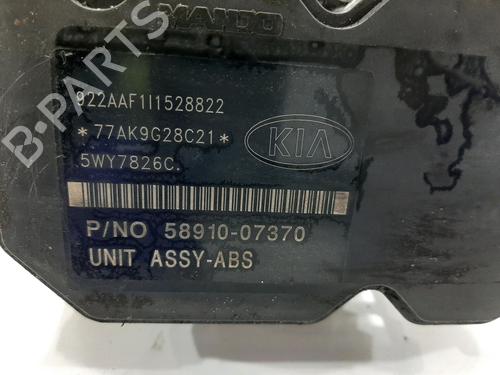 MANDO
922AAF1I1528822
*77AK9G28C21*
KIA
5WY7826C.
P/NO 58910-07370
UNIT ASSY-ABS
B-PARTS